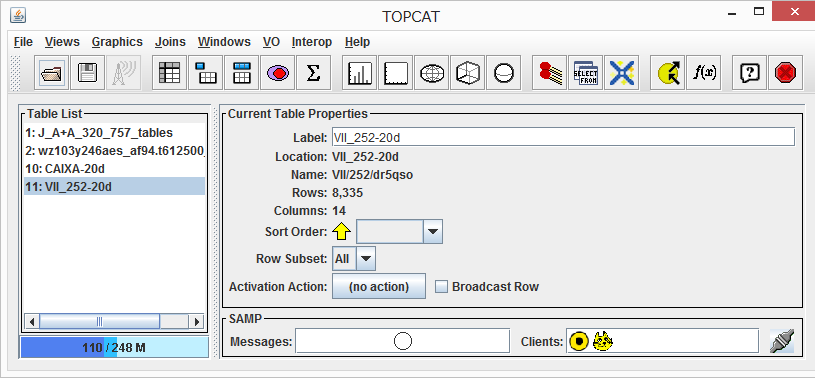 TOPCAT
File Views Graphics Joins Windows VO Interop Help
Σ SELECT FROM f(x) ?
Table List
1: J_A+A_320_757_tables
2: wz103y246aes_af94.t612500_
10: CAIXA-20d
11: VII_252-20d
110 / 248 M
Current Table Properties
Label: VII_252-20d
Location: VII_252-20d
Name: VII/252/dr5qso
Rows: 8,335
Columns: 14
Sort Order:
Row Subset: All
Activation Action: (no action) Broadcast Row
SAMP
Messages: Clients: